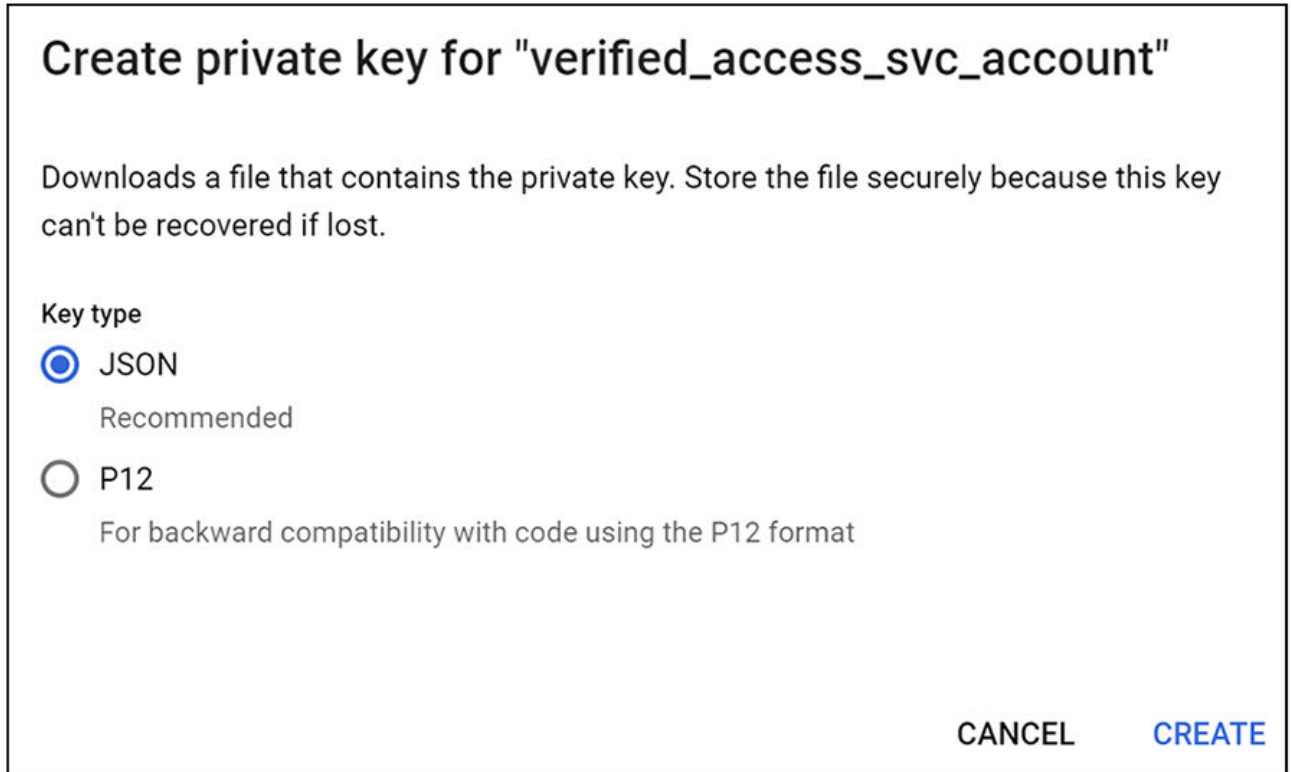 Create private key for "verified_access_svc_account"
Downloads a file that contains the private key. Store the file securely because this key
can't be recovered if lost.
Key type
JSON
Recommended
P12
For backward compatibility with code using the P12 format
CANCEL CREATE